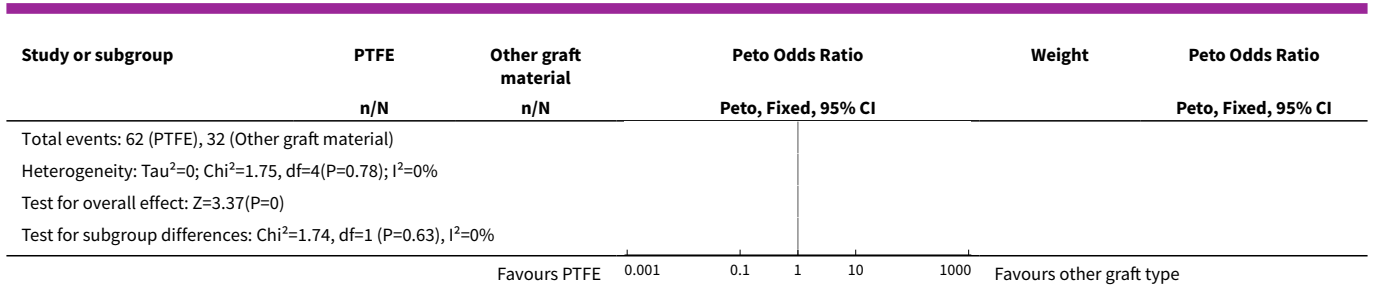 Study or subgroup PTFE Other graft material Peto Odds Ratio Weight Peto Odds Ratio
n/N n/N Peto, Fixed, 95% CI Peto, Fixed, 95% CI
Total events: 62 (PTFE), 32 (Other graft material)
Heterogeneity: Tau²=0; Chi²=1.75, df=4(P=0.78); I²=0%
Test for overall effect: Z=3.37(P=0)
Test for subgroup differences: Chi²=1.74, df=1 (P=0.63), I²=0%
Favours PTFE 0.001 0.1 1 10 1000 Favours other graft type